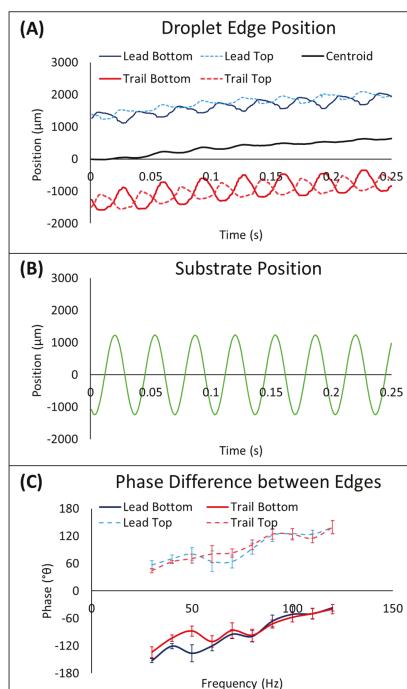 (A) Droplet Edge Position
Lead Bottom Lead Top Centroid
Trail Bottom Trail Top
3000
2000
1000
0
-1000
-2000
0 0.05 0.1 0.15 0.2 0.25
Position (µm)
Time (s)
(B) Substrate Position
3000
2000
1000
0
-1000
-2000
0 0.05 0.1 0.15 0.2 0.25
Position (µm)
Time (s)
(C) Phase Difference between Edges
Lead Bottom Trail Bottom
Lead Top Trail Top
180
120
60
0
-60
-120
-180
0 50 100 150
Phase (°θ)
Frequency (Hz)